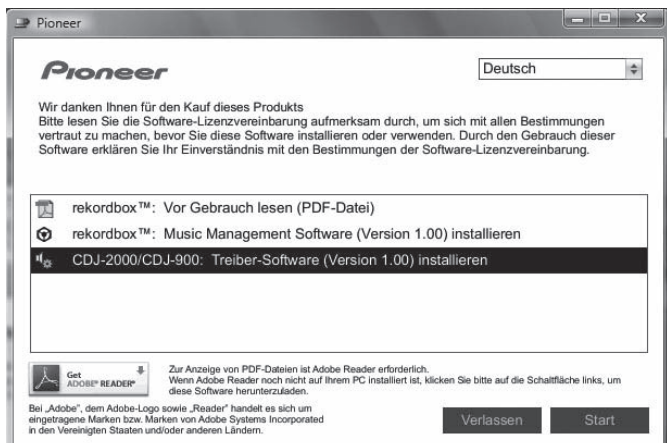 Pioneer
Pioneer
Deutsch
Wir danken Ihnen für den Kauf dieses Produkts
Bitte lesen Sie die Software-Lizenzvereinbarung aufmerksam durch, um sich mit allen Bestimmungen
vertraut zu machen, bevor Sie diese Software installieren oder verwenden. Durch den Gebrauch dieser
Software erklären Sie Ihr Einverständnis mit den Bestimmungen der Software-Lizenzvereinbarung.
rekordbox™: Vor Gebrauch lesen (PDF-Datei)
rekordbox™: Music Management Software (Version 1.00) installieren
CDJ-2000/CDJ-900: Treiber-Software (Version 1.00) installieren
Get
ADOBE® READER®
Zur Anzeige von PDF-Dateien ist Adobe Reader erforderlich.
Wenn Adobe Reader noch nicht auf Ihrem PC installiert ist, klicken Sie bitte auf die Schaltfläche links, um
diese Software herunterzuladen.
Bei „Adobe", dem Adobe-Logo sowie „Reader" handelt es sich um
eingetragene Marken bzw. Marken von Adobe Systems Incorporated
in den Vereinigten Staaten und/oder anderen Ländern.
Verlassen
Start